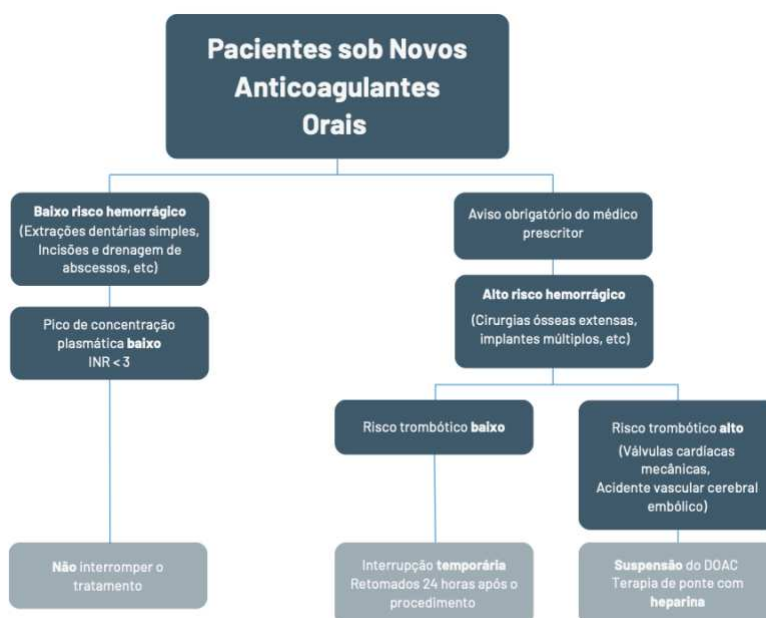 Pacientes sob Novos
Anticoagulantes
Orais
Baixo risco hemorrágico
(Extrações dentárias simples,
Incisões e drenagem de
abscessos, etc)
Pico de concentração
plasmática baixo
INR < 3
Não interromper o
tratamento
Aviso obrigatório do médico
prescritor
Alto risco hemorrágico
(Cirurgias ósseas extensas,
implantes múltiplos, etc)
Risco trombótico baixo
Interrupção temporária
Retomados 24 horas após o
procedimento
Risco trombótico alto
(Válvulas cardíacas
mecânicas,
Acidente vascular cerebral
embólico)
Suspensão do DOAC
Terapia de ponte com
heparina